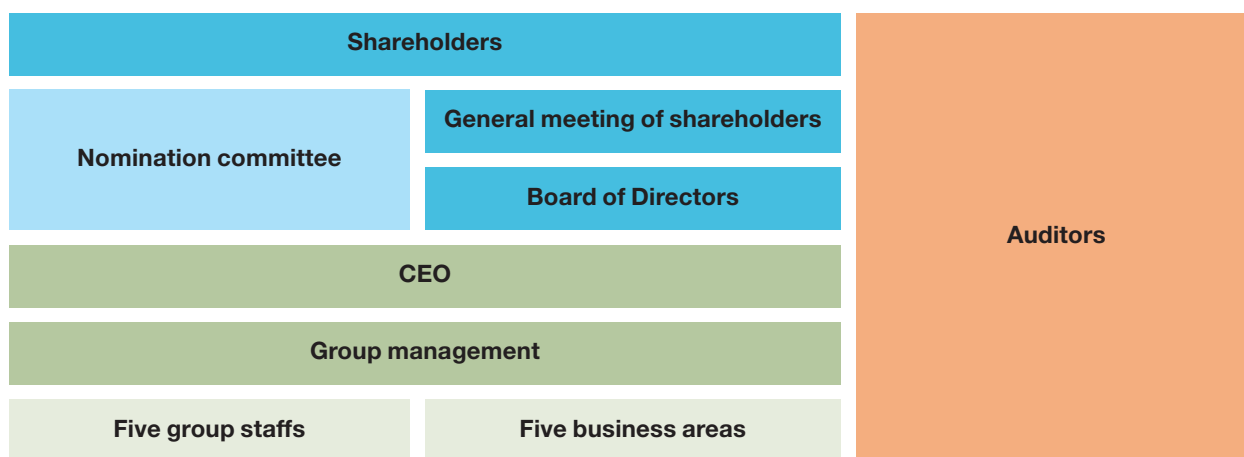 Shareholders
Nomination committee
General meeting of shareholders
Board of Directors
Auditors
CEO
Group management
Five group staffs
Five business areas